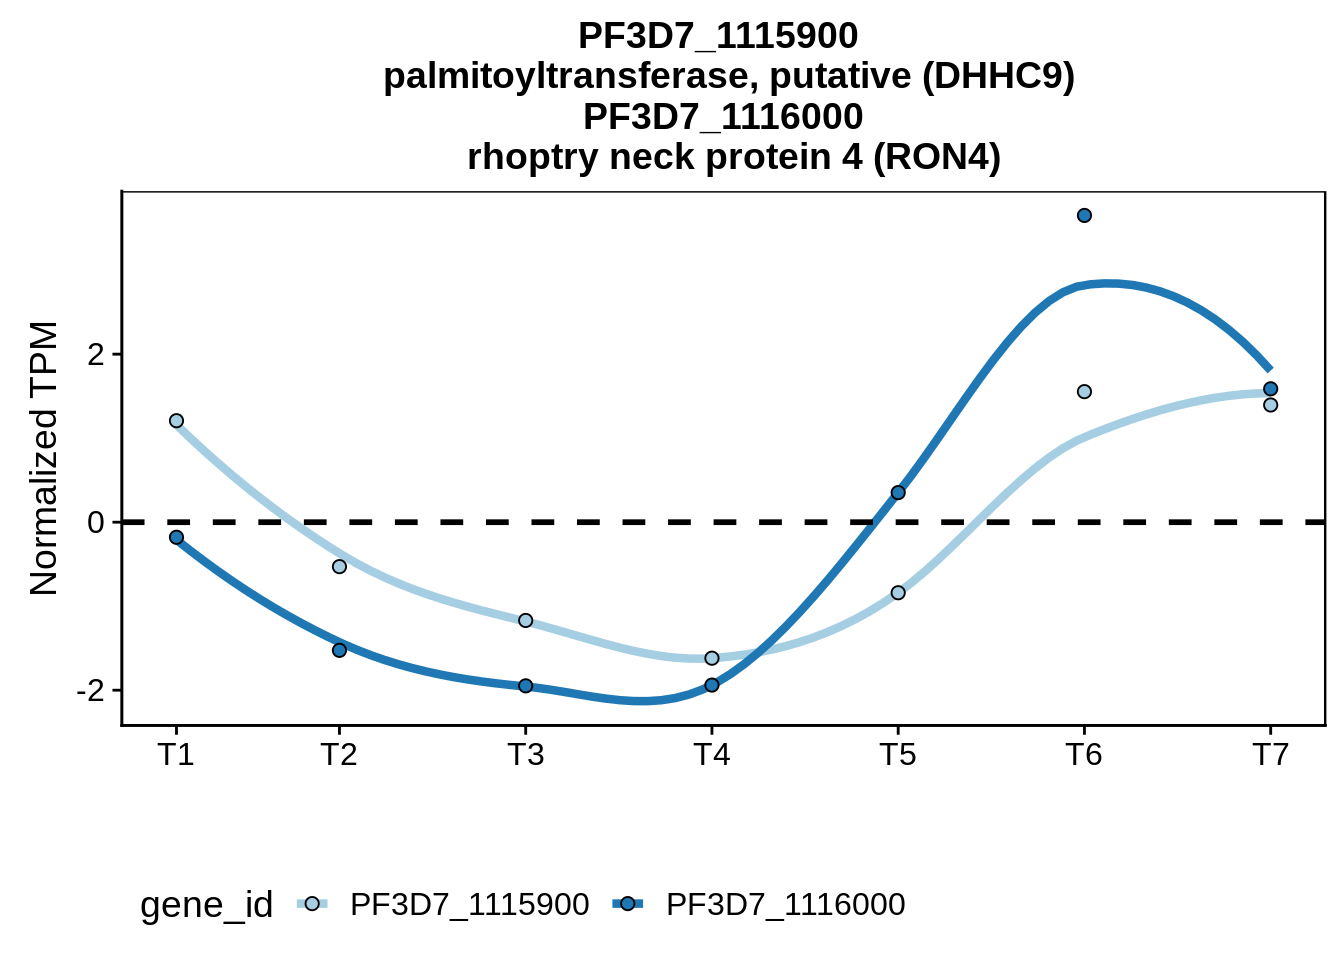 PF3D7_1115900
palmitoyltransferase, putative (DHHC9)
PF3D7_1116000
rhoptry neck protein 4 (RON4)
Normalized TPM
2
0
-2
T1 T2 T3 T4 T5 T6 T7
gene_id PF3D7_1115900 PF3D7_1116000